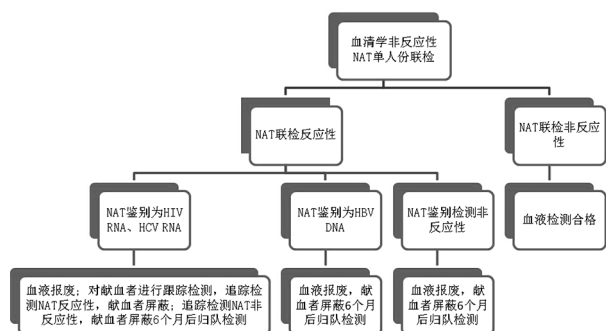 血清学非反应性
NAT单人份联检
NAT联检反应性
NAT联检非反应
性
NAT鉴别为HIV
RNA、HCV RNA
NAT鉴别为HBV
DNA
NAT鉴别检测非
反应性
血液检测合格
血液报废；对献血者进行跟踪检测，追踪检
测NAT反应性，献血者屏蔽；追踪检测NAT非
反应性，献血者屏蔽6个月后归队检测
血液报废，献
血者屏蔽6个月
后归队检测
血液报废，献
血者屏蔽6个月
后归队检测